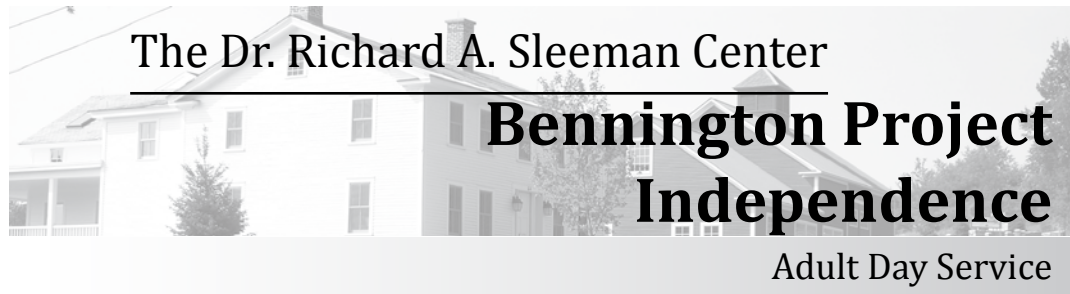 The Dr. Richard A. Sleeman Center
Bennington Project
Independence
Adult Day Service